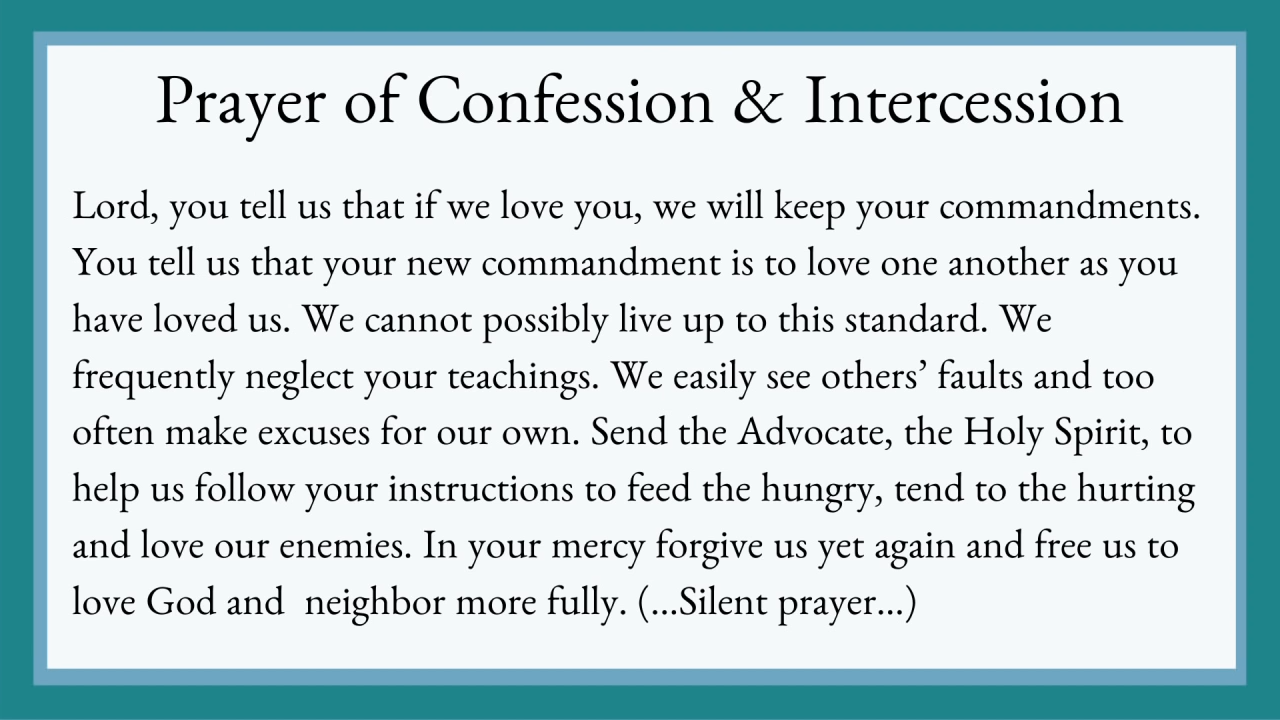 Prayer of Confession & Intercession
Lord, you tell us that if we love you, we will keep your commandments.
You tell us that your new commandment is to love one another as you
have loved us. We cannot possibly live up to this standard. We
frequently neglect your teachings. We easily see others’ faults and too
often make excuses for our own. Send the Advocate, the Holy Spirit, to
help us follow your instructions to feed the hungry, tend to the hurting
and love our enemies. In your mercy forgive us yet again and free us to
love God and  neighbor more fully. (...Silent prayer...)